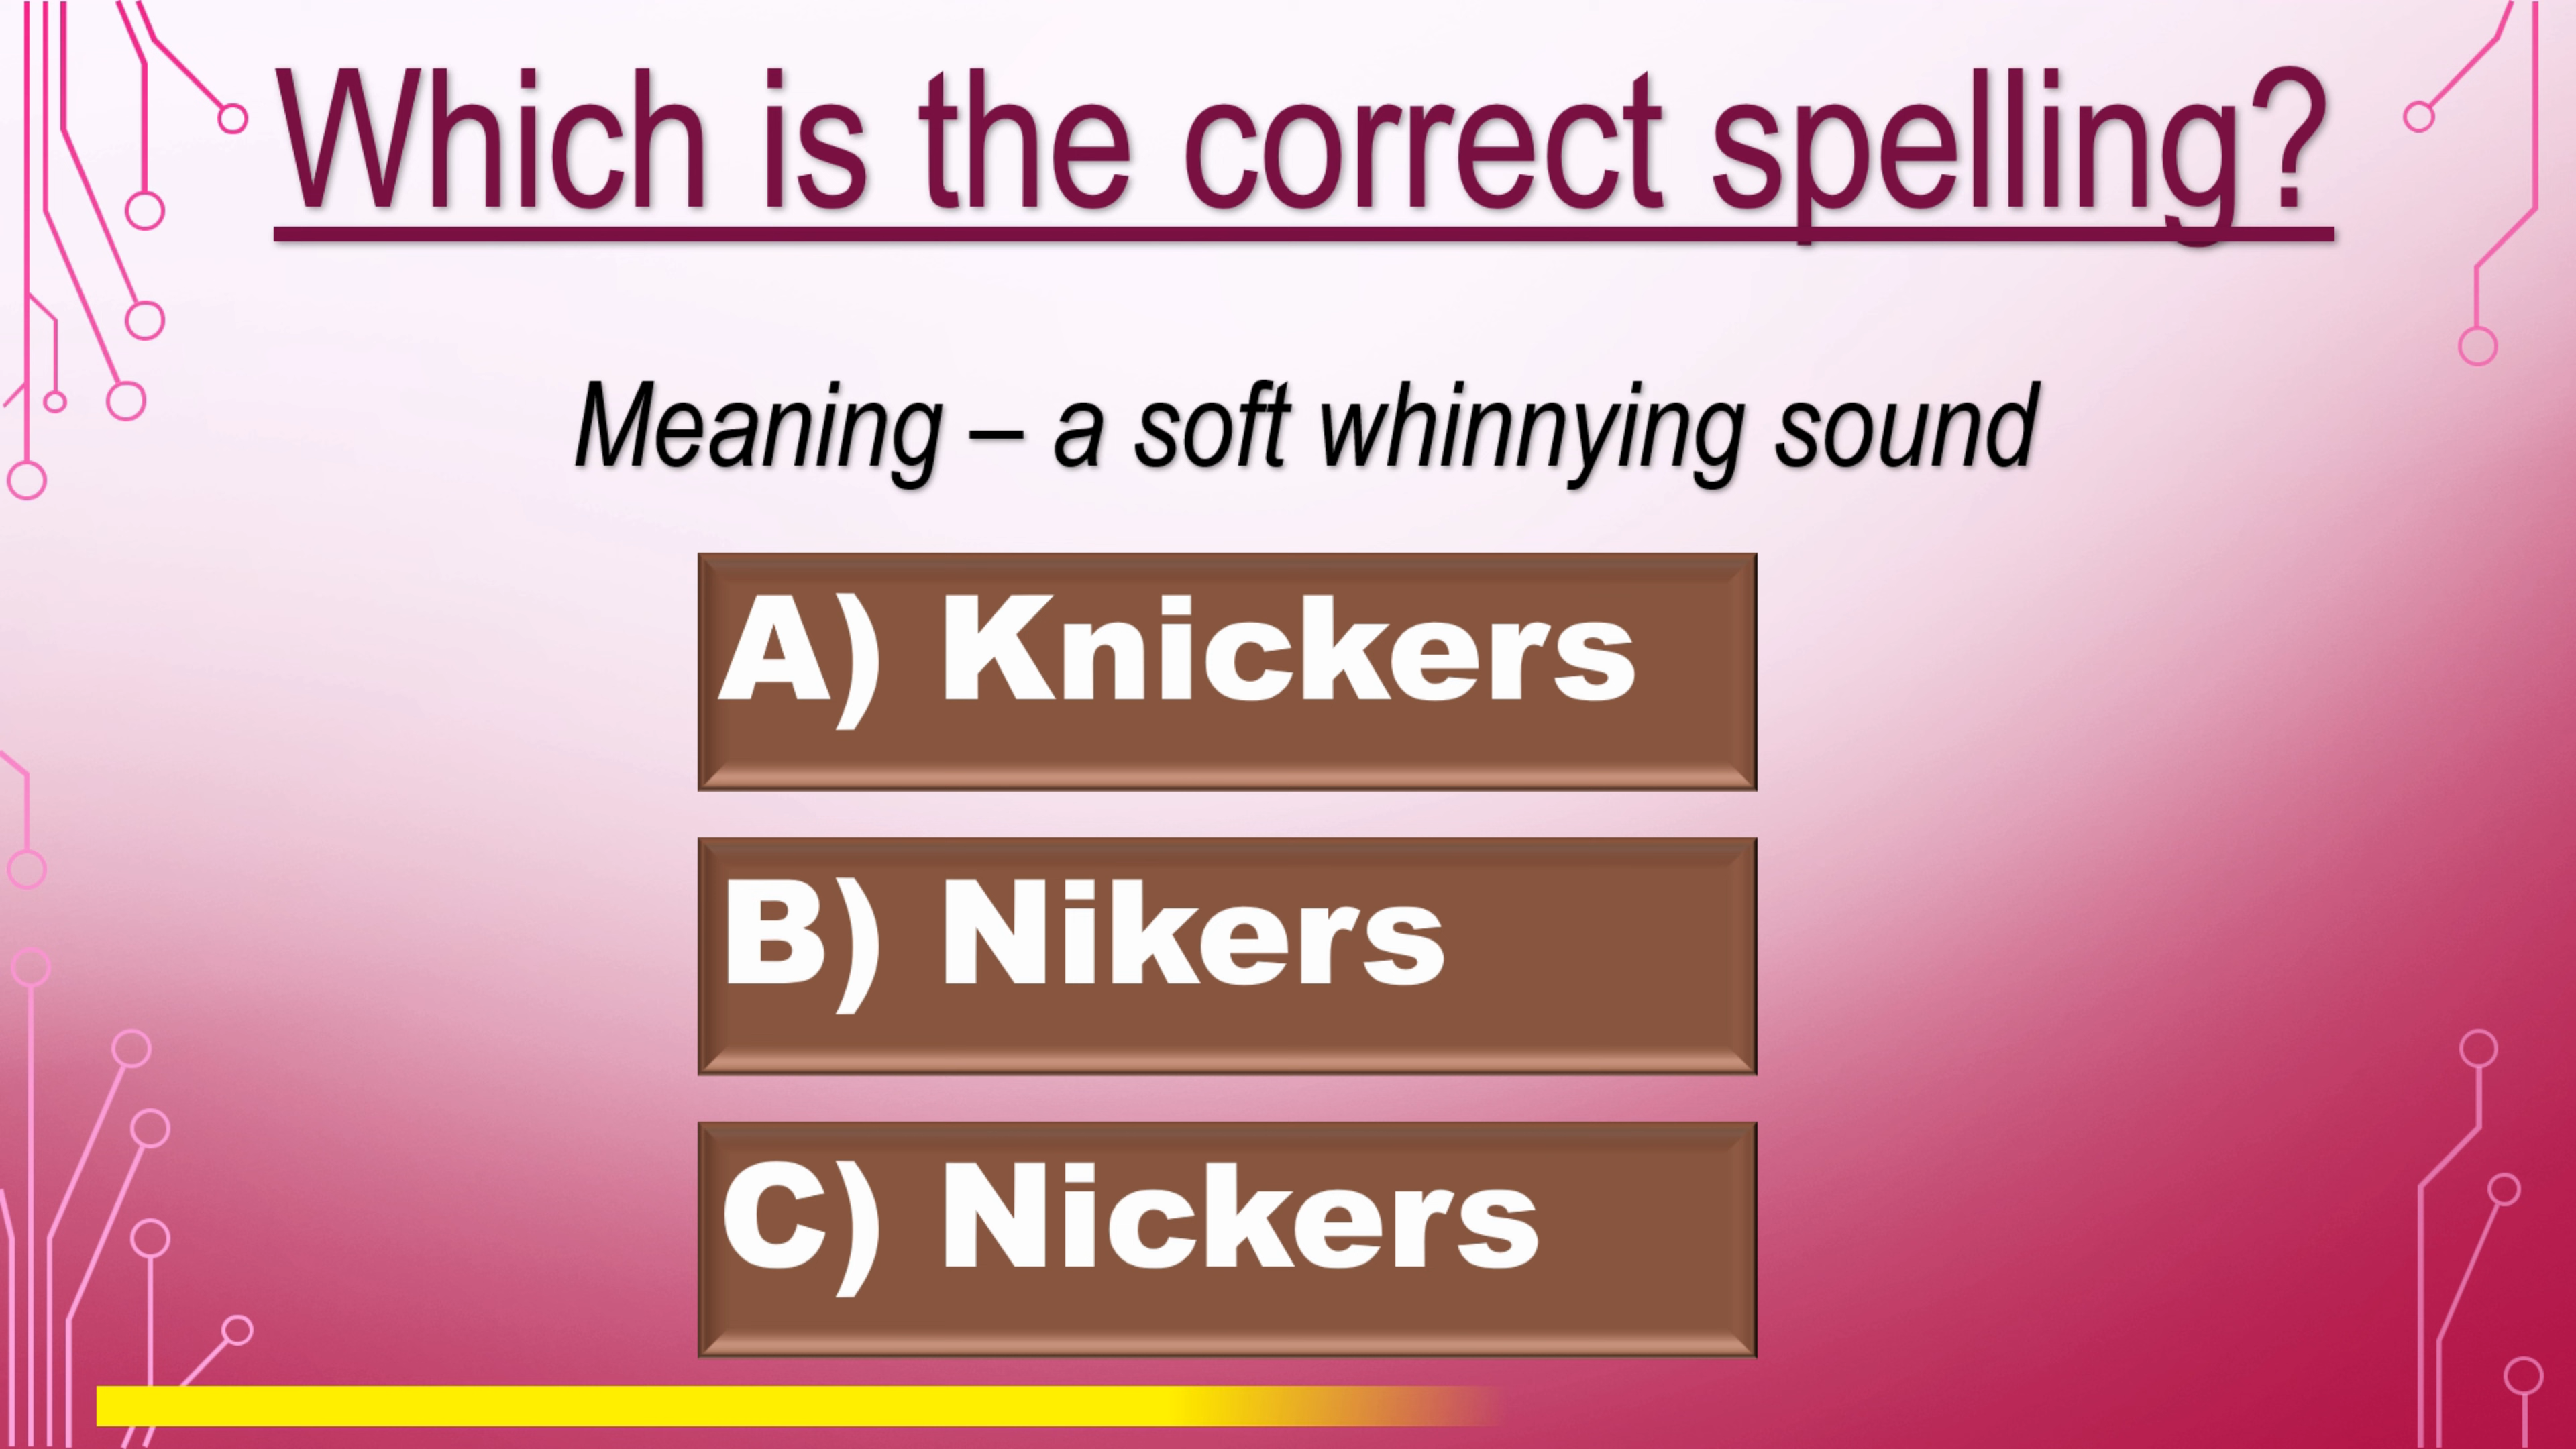 Which is the correct spelling?
Meaning – a soft whinnying sound
A) Knickers
B) Nikers
C) Nickers